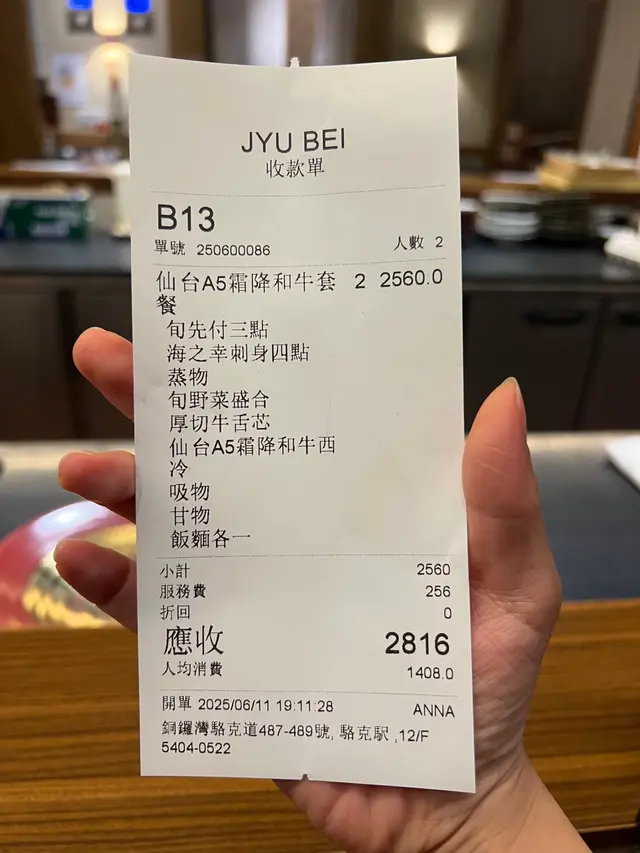 JYU BEI
收款單
B13
單號 250600086 人數 2
仙台A5霜降和牛套 2 2560.0
餐
旬先付三點
海之幸刺身四點
蒸物
旬野菜盛合
厚切牛舌芯
仙台A5霜降和牛西
冷
吸物
甘物
飯麵各一
小計 2560
服務費 256
折回 0
應收 2816
人均消費 1408.0
開單 2025/06/11 19:11:28 ANNA
銅鑼灣駱克道487-489號, 駱克駅 ,12/F
5404-0522